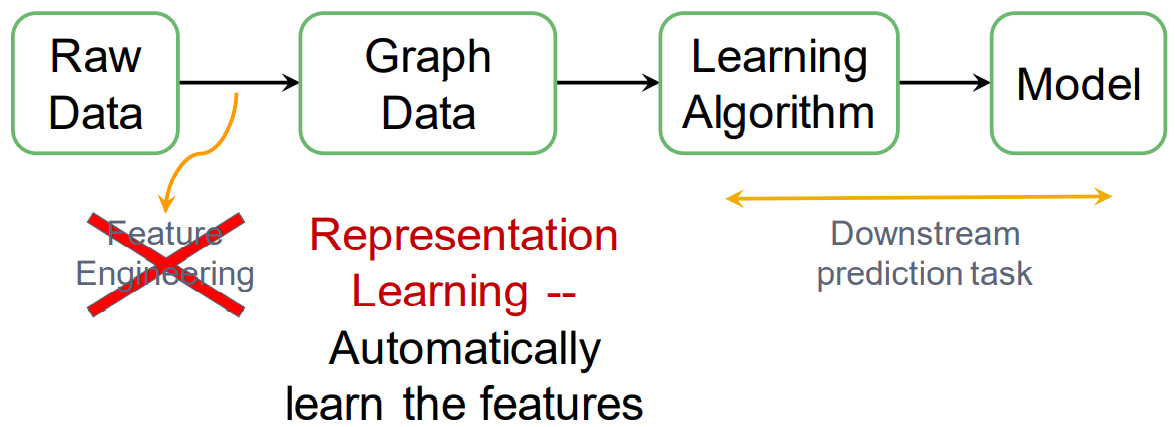 Raw
Data
Graph
Data
Learning
Algorithm
Model
Feature
Engineering
Representation
Learning --
Automatically
learn the features
Downstream
prediction task